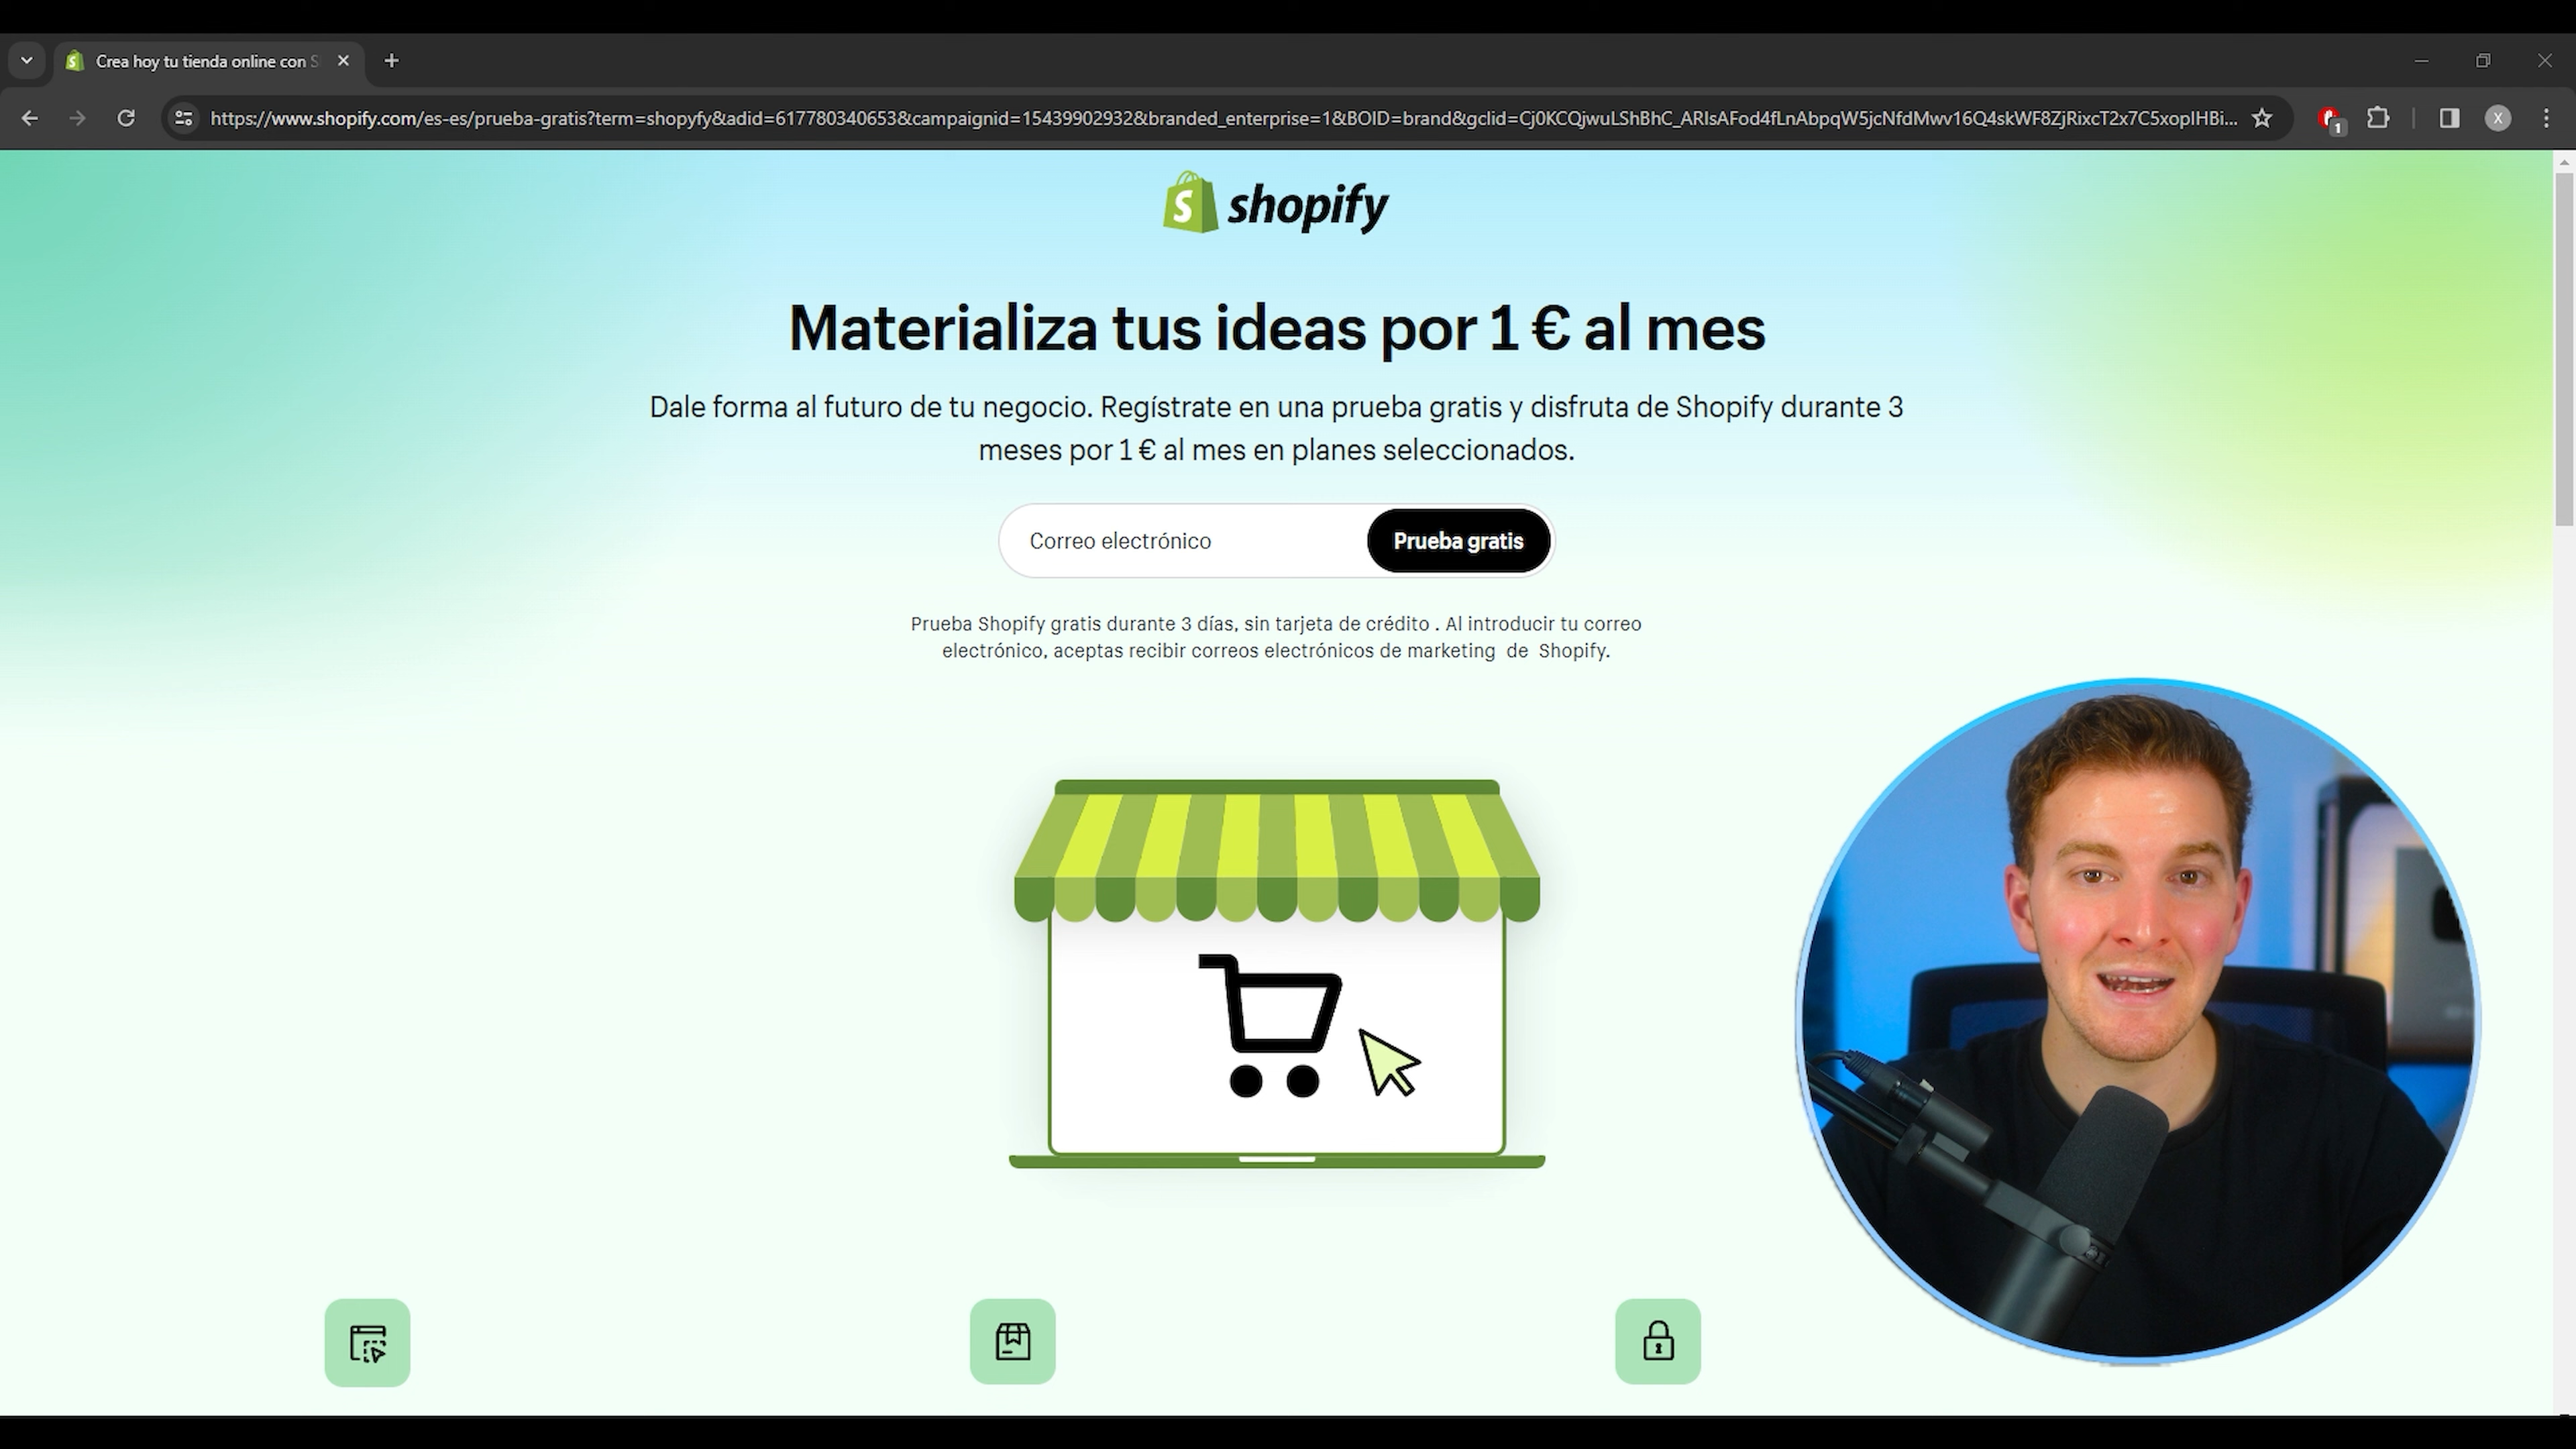 Crea hoy tu tienda online con S
https://www.shopify.com/es-es/prueba-gratis?term=shopyfy&adid=617780340653&campaignid=15439902932&branded_enterprise=1&BOID=brand&gclid=Cj0KCQjwuLShBhC_ARIsAFod4fLnAbpqW5jcNfdMwv16Q4skWF8ZjRixcT2x7C5xopIHBi...
1
X
shopify
Materializa tus ideas por 1 € al mes
Dale forma al futuro de tu negocio. Regístrate en una prueba gratis y disfruta de Shopify durante 3
meses por 1 € al mes en planes seleccionados.
Correo electrónico
Prueba gratis
Prueba Shopify gratis durante 3 días, sin tarjeta de crédito . Al introducir tu correo
electrónico, aceptas recibir correos electrónicos de marketing de Shopify.